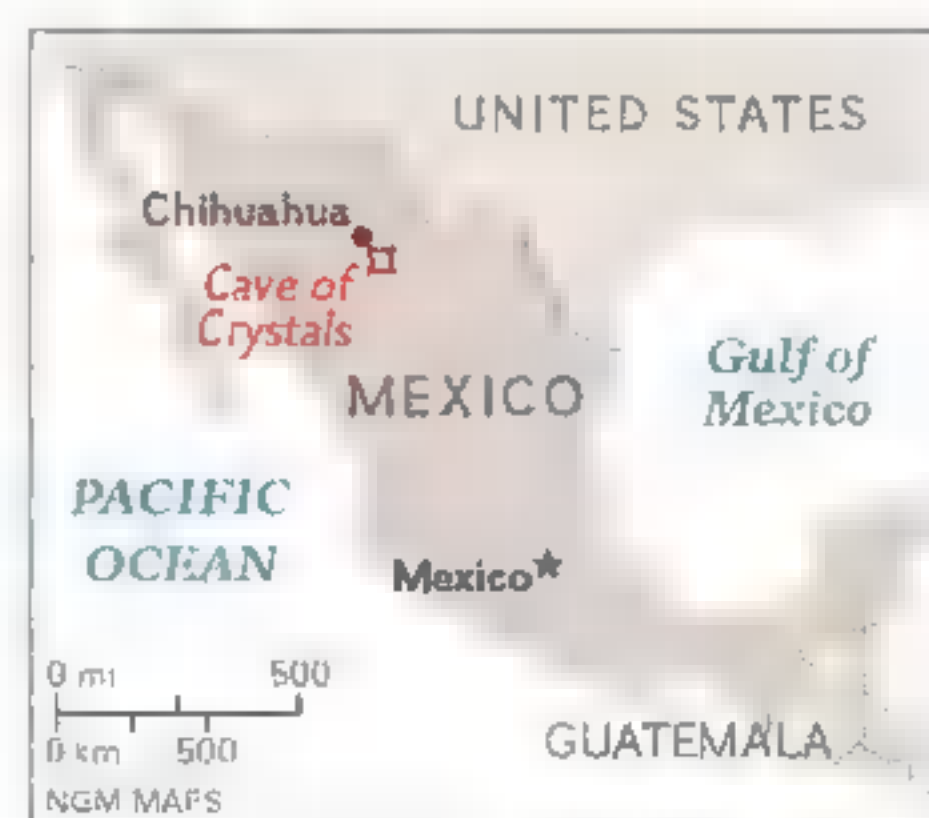 UNITED STATES
Chihuahua
Cave of
Crystals
Gulf of
Mexico
MEXICO
PACIFIC
OCEAN
Mexico
0 mi 500
0 km 500
GUATEMALA
NGM MAPS